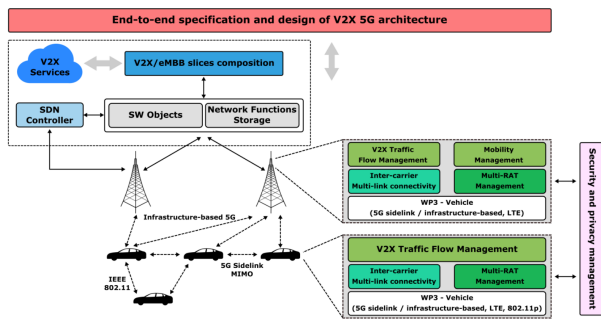 End-to-end specification and design of V2X 5G architecture
V2X
Services
V2X/eMBB slices composition
SDN
Controller
SW Objects
Network Functions
Storage
Infrastructure-based 5G
IEEE
802.11
5G Sidelink
MIMO
V2X Traffic
Flow Management
Mobility
Management
Inter-carrier
Multi-link connectivity
Multi-RAT
Management
WP3 - Vehicle
(5G sidelink / infrastructure-based, LTE)
V2X Traffic Flow Management
Inter-carrier
Multi-link connectivity
Multi-RAT
Management
WP3 - Vehicle
(5G sidelink / infrastructure-based, LTE, 802.11p)
Security and privacy management